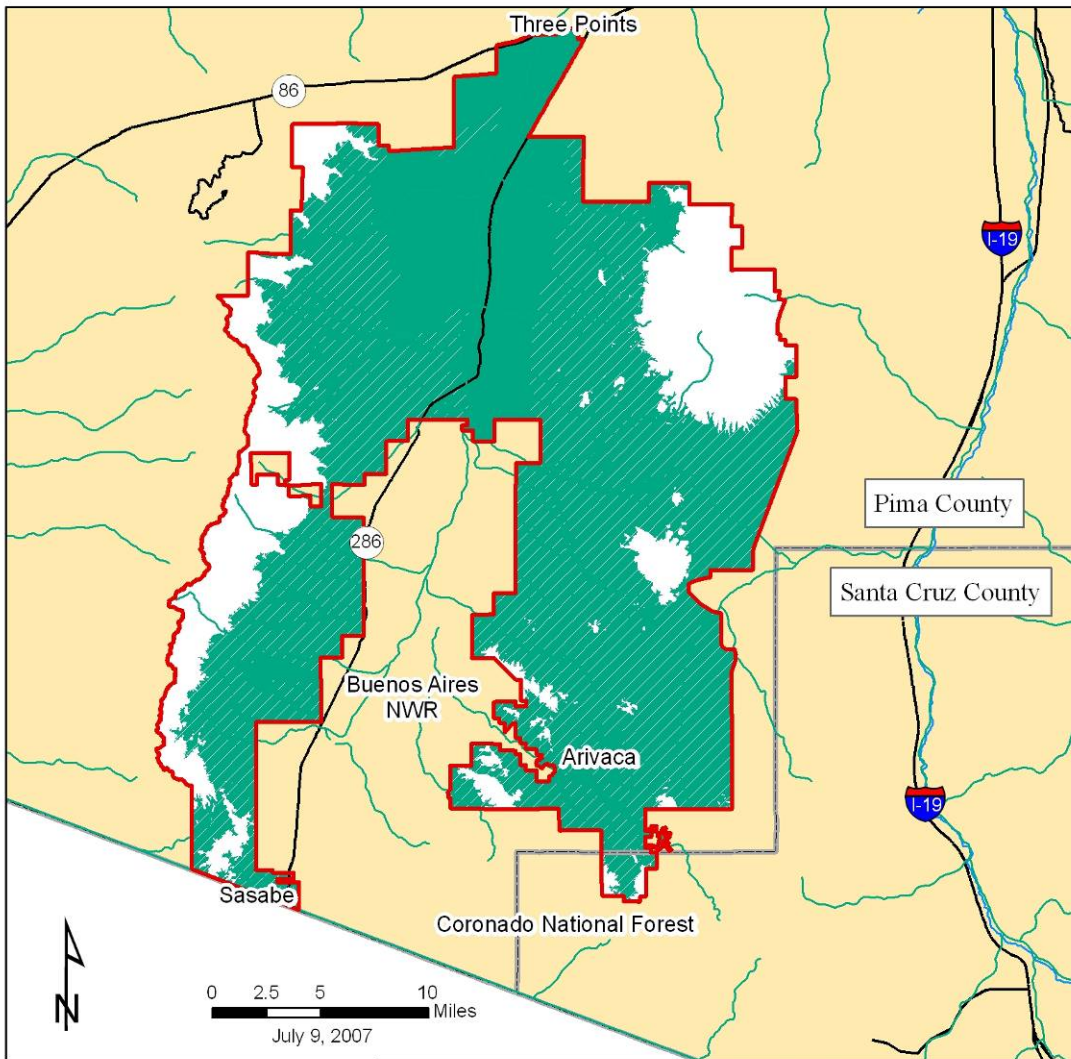 Three Points
86
I-19
Pima County
286
Santa Cruz County
Buenos Aires
NWR
Arivaca
I-19
Sasabe
Coronado National Forest
N
0 2.5 5 10
Miles
July 9, 2007